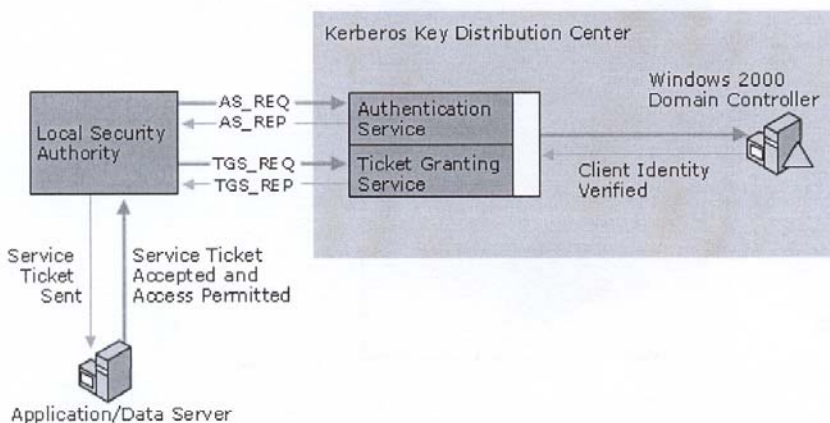 Kerberos Key Distribution Center
Windows 2000
Domain Controller
AS_REQ
AS_REP
Local Security
Authority
TGS_REQ
TGS_REP
Authentication
Service
Ticket Granting
Service
Client Identity
Verified
Service
Ticket
Sent
Service Ticket
Accepted and
Access Permitted
Application/Data Server